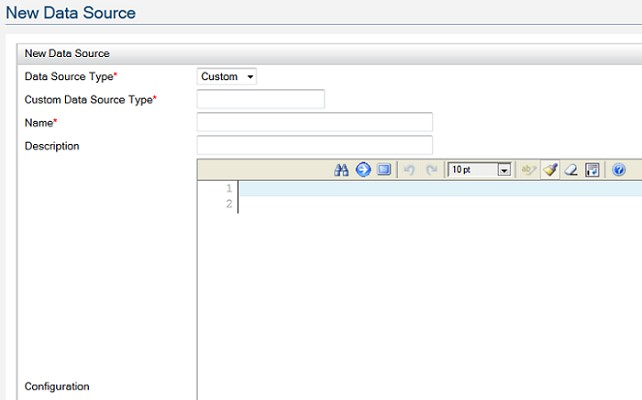 New Data Source
New Data Source
Data Source Type* Custom
Custom Data Source Type*
Name*
Description
10 pt
1
2
Configuration